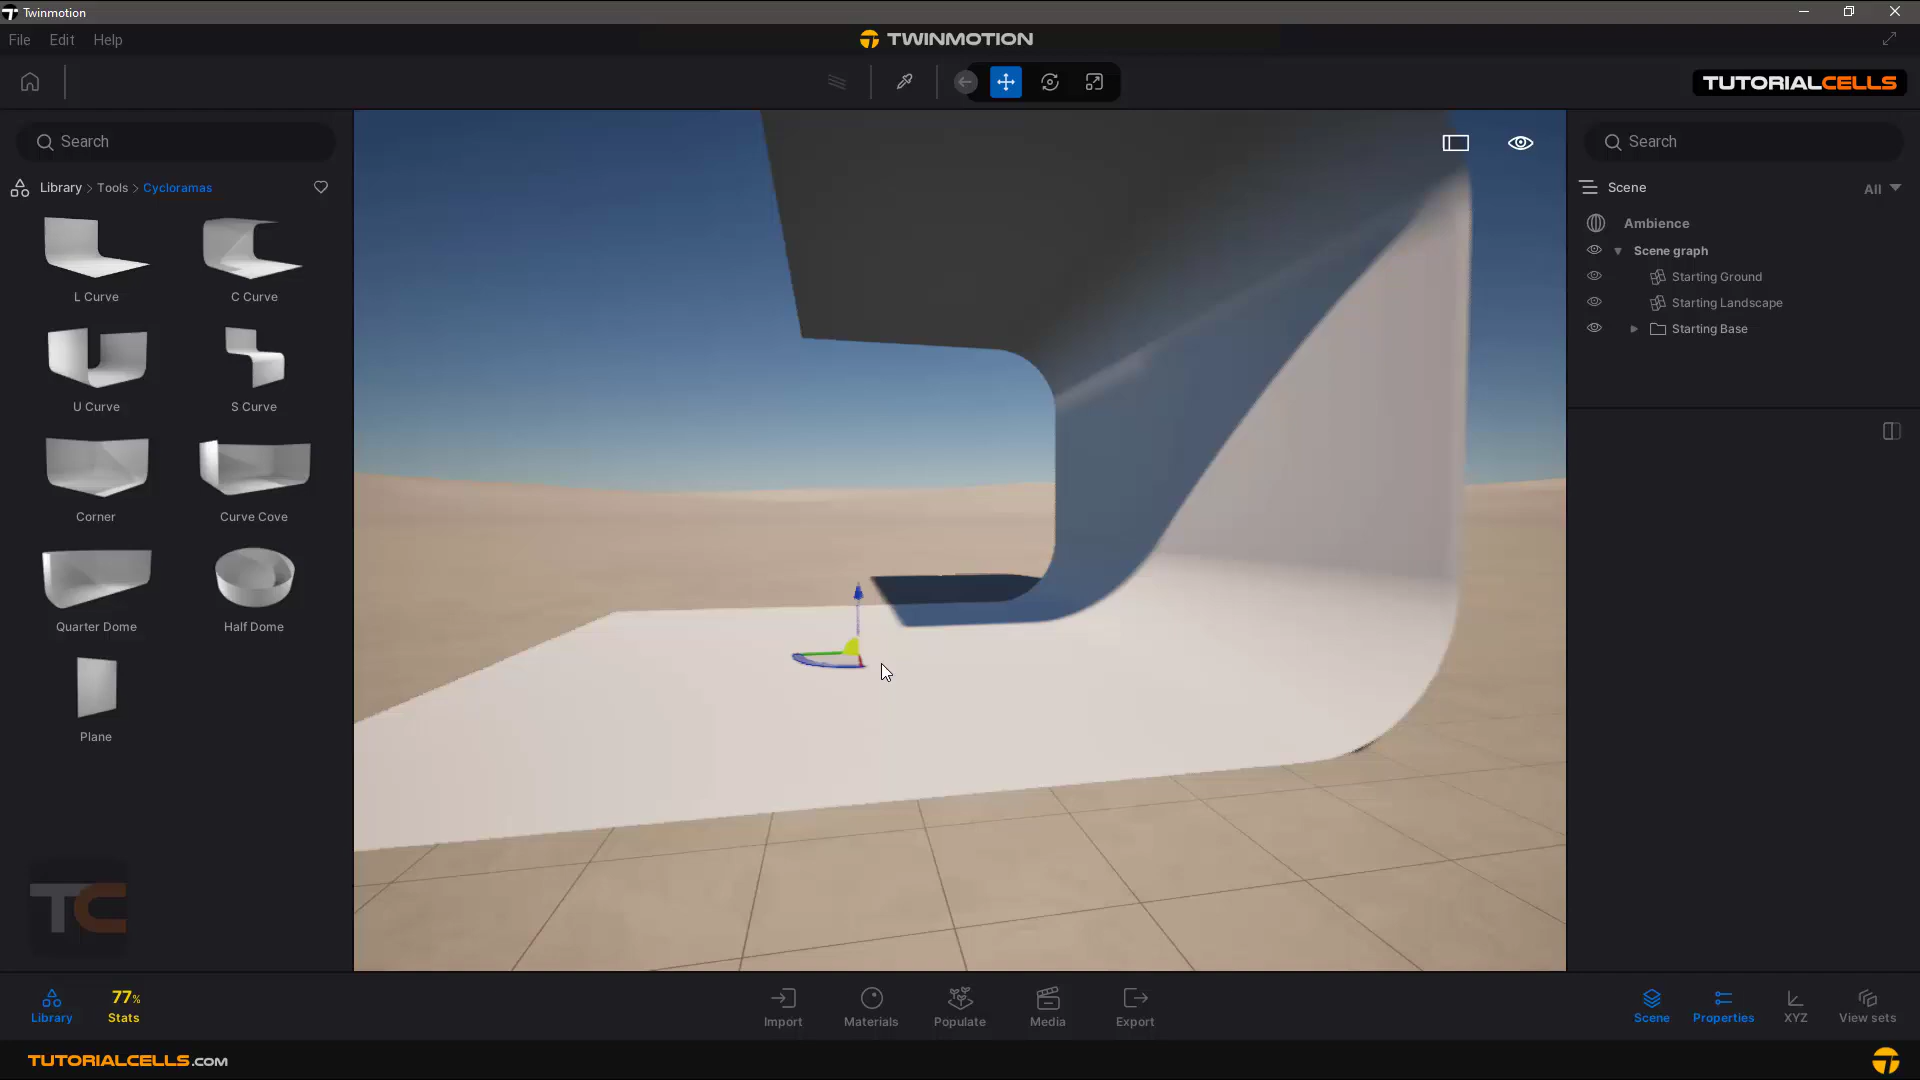 Twinmotion
File Edit Help
TWINMOTION
TUTORIALCELLS
Search
Library > Tools > Cycloramas
L Curve
C Curve
U Curve
S Curve
Corner
Curve Cove
Quarter Dome
Half Dome
Plane
TC
Search
Scene
All
Ambience
Scene graph
Starting Ground
Starting Landscape
Starting Base
Library
77%
Stats
Import
Materials
Populate
Media
Export
Scene
Properties
XYZ
View sets
TUTORIALCELLS.COM